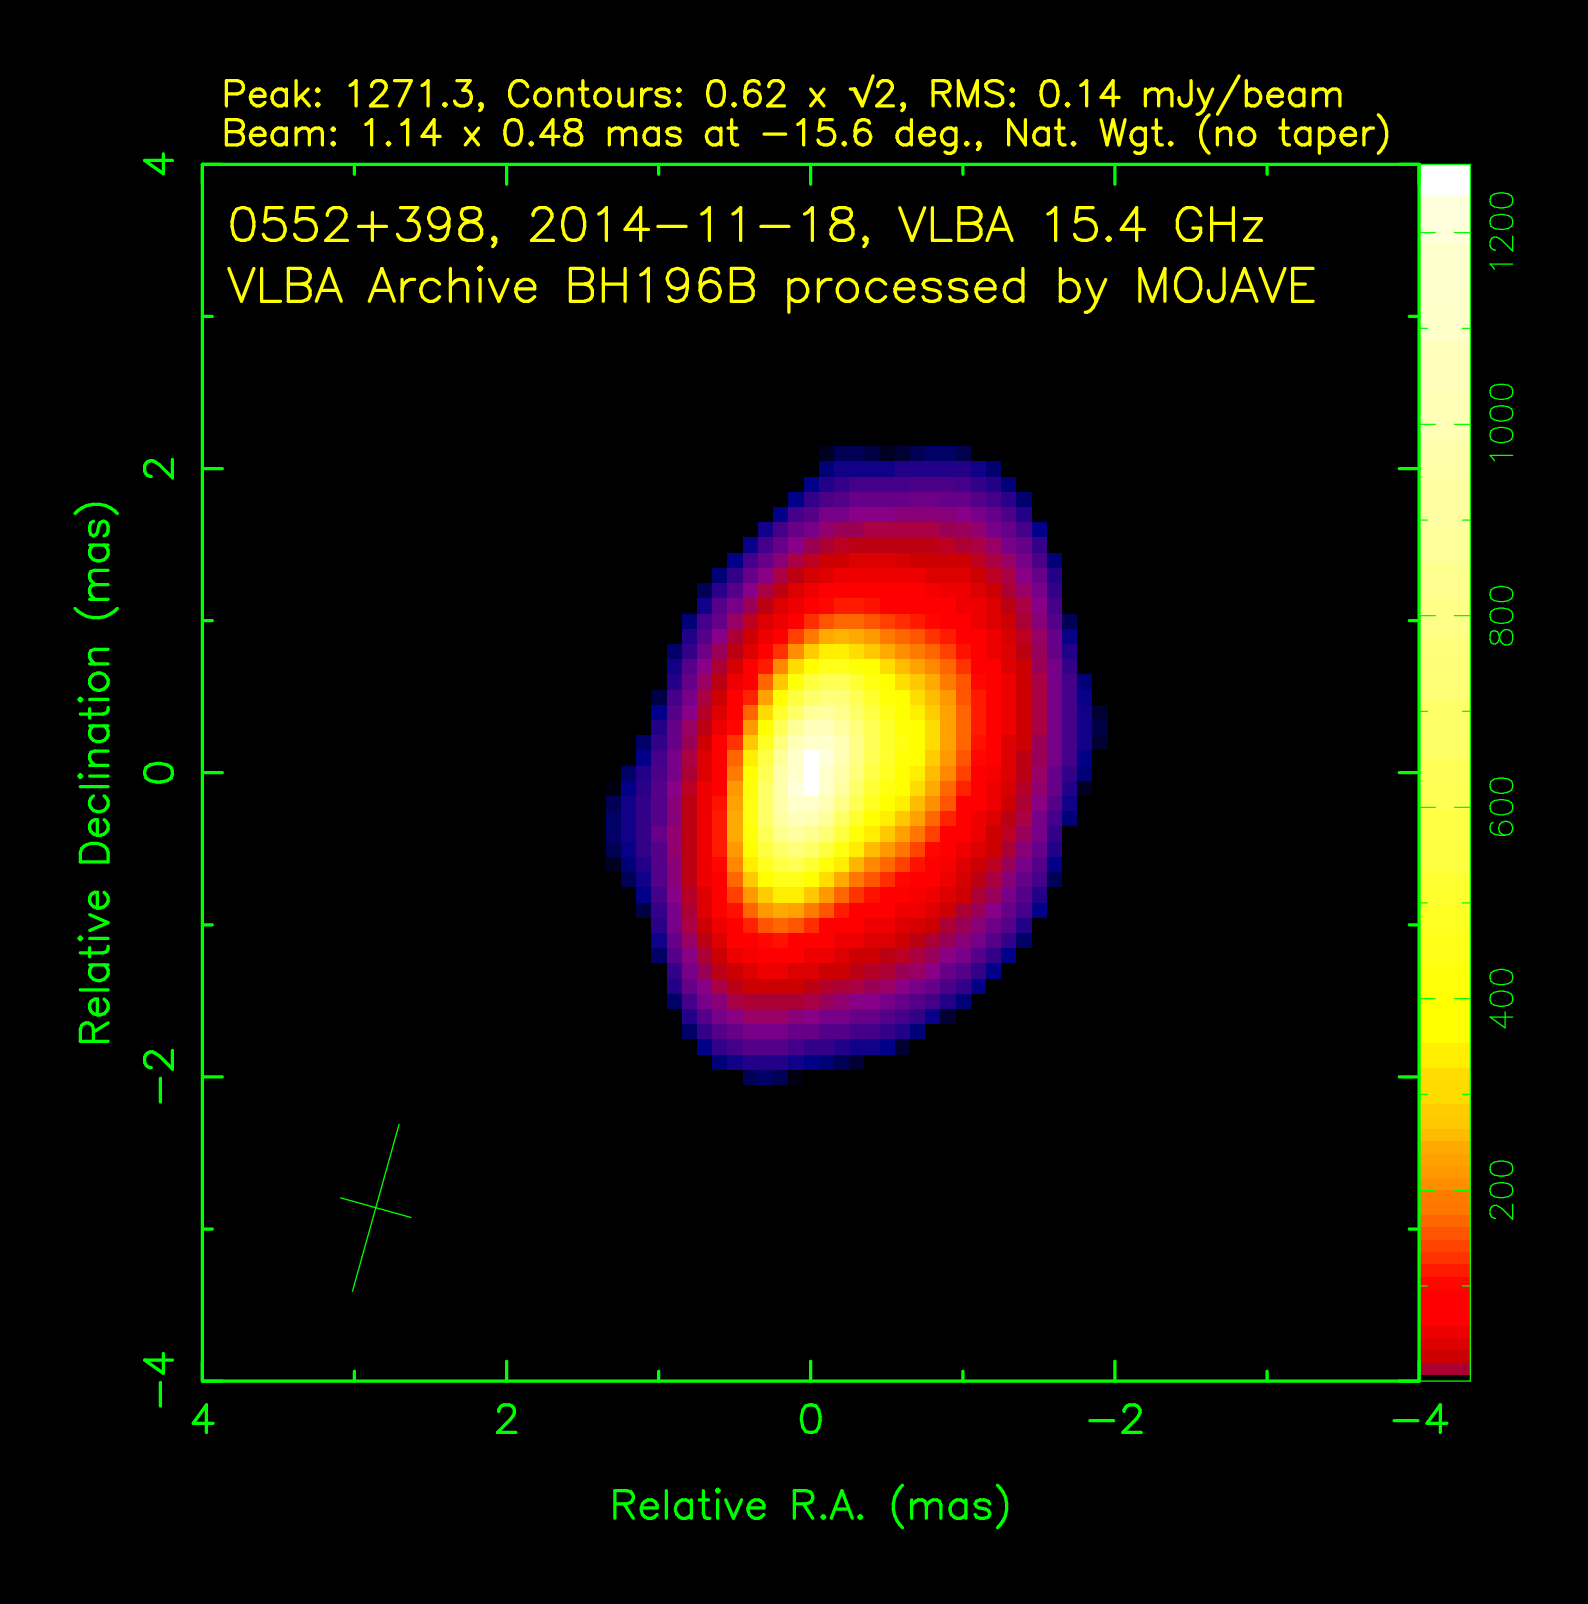 Peak: 1271.3, Contours: 0.62 x √2, RMS: 0.14 mJy/beam
Beam: 1.14 x 0.48 mas at −15.6 deg., Nat. Wgt. (no taper)
0552+398, 2014−11−18, VLBA 15.4 GHz
VLBA Archive BH196B processed by MOJAVE
Relative Declination (mas)
4
2
0
−2
−4
4
2
0
−2
−4
Relative R.A. (mas)
1200
1000
800
600
400
200